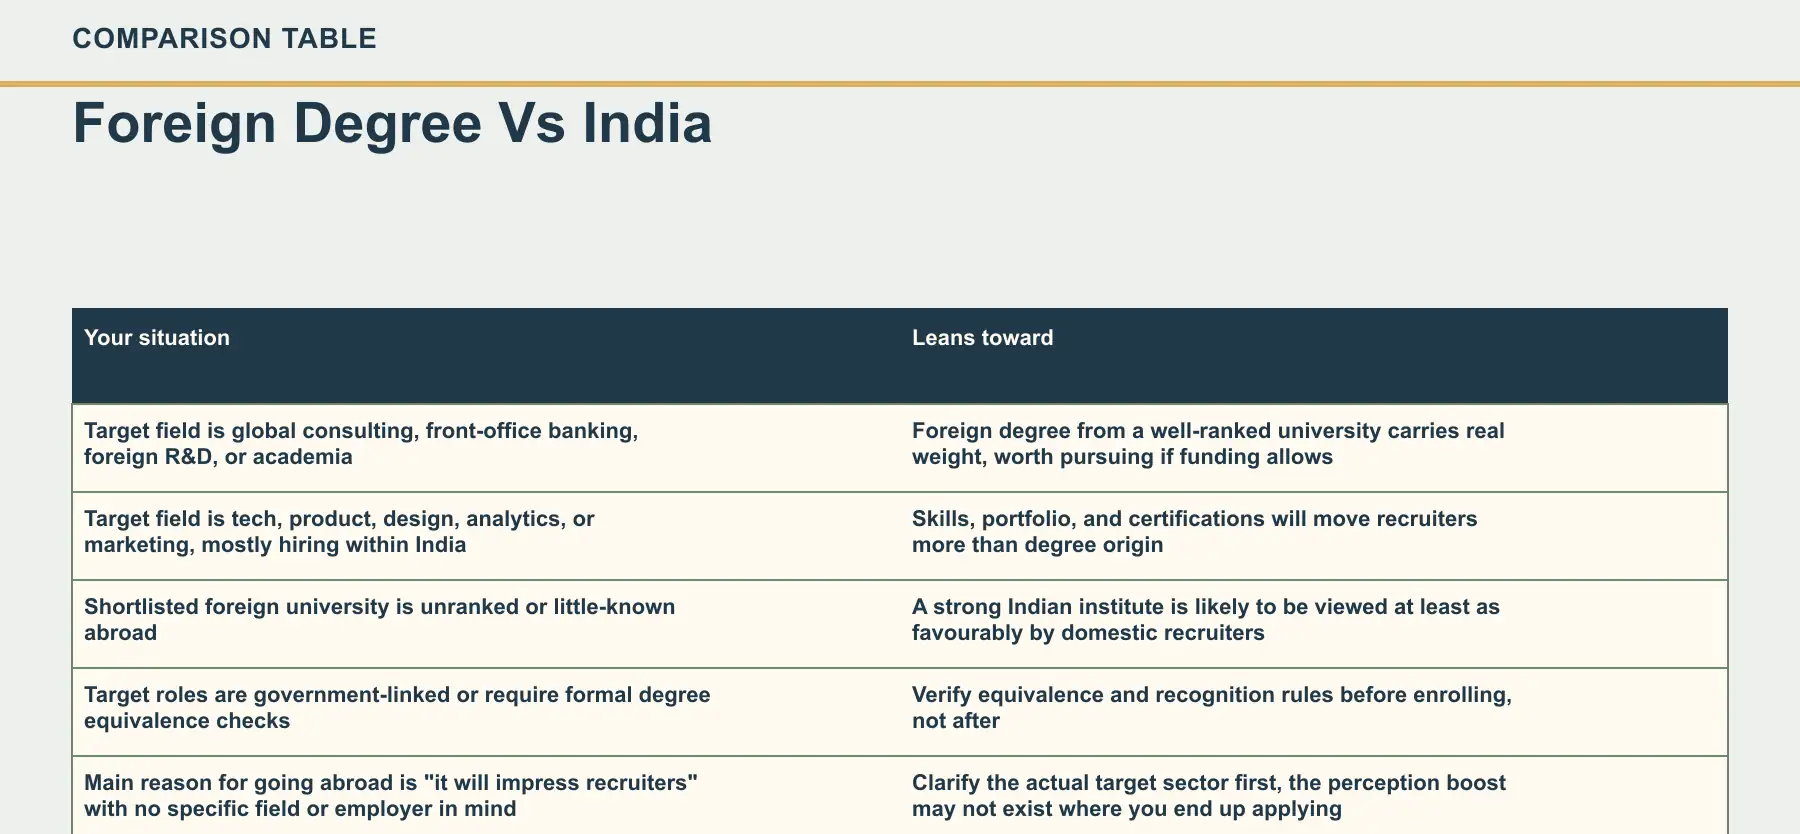 COMPARISON TABLE
Foreign Degree Vs India
Your situation
Leans toward
Target field is global consulting, front-office banking,
foreign R&D, or academia
Foreign degree from a well-ranked university carries real
weight, worth pursuing if funding allows
Target field is tech, product, design, analytics, or
marketing, mostly hiring within India
Skills, portfolio, and certifications will move recruiters
more than degree origin
Shortlisted foreign university is unranked or little-known
abroad
A strong Indian institute is likely to be viewed at least as
favourably by domestic recruiters
Target roles are government-linked or require formal degree
equivalence checks
Verify equivalence and recognition rules before enrolling,
not after
Main reason for going abroad is "it will impress recruiters"
with no specific field or employer in mind
Clarify the actual target sector first, the perception boost
may not exist where you end up applying